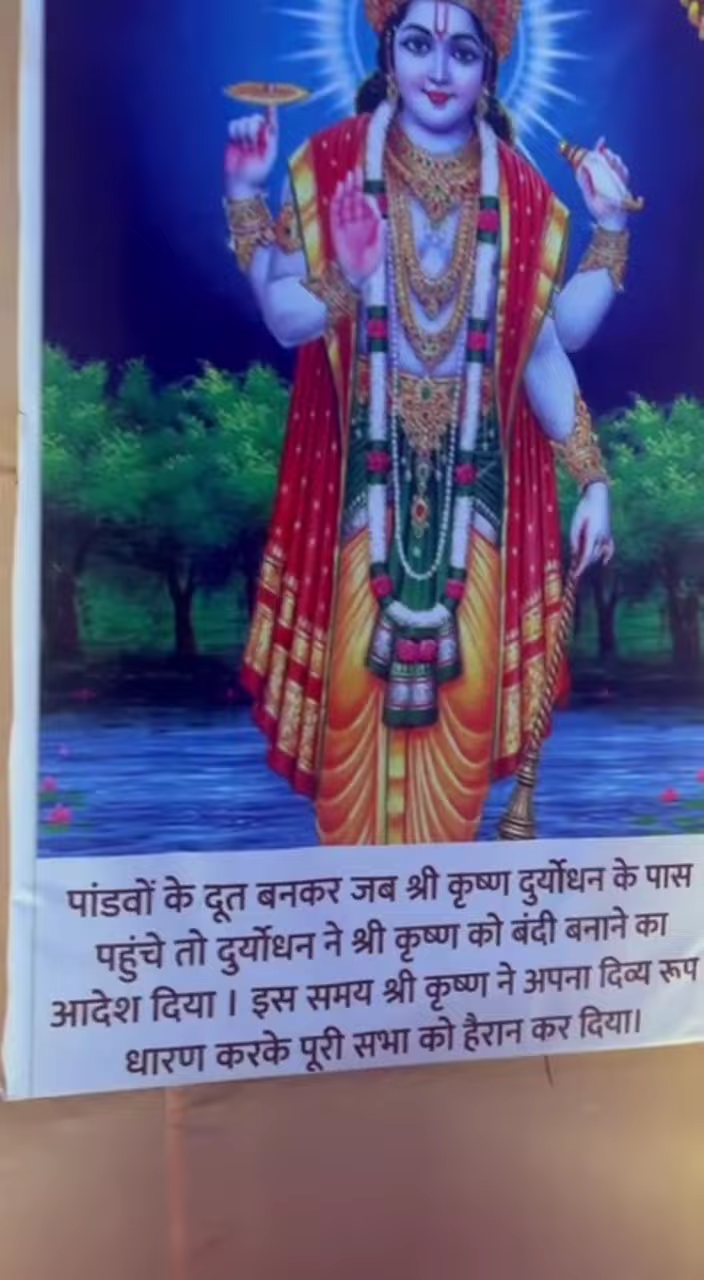 पांडवों के दूत बनकर जब श्री कृष्ण दुर्योधन के पास
पहुंचे तो दुर्योधन ने श्री कृष्ण को बंदी बनाने का
आदेश दिया । इस समय श्री कृष्ण ने अपना दिव्य रूप
धारण करके पूरी सभा को हैरान कर दिया।